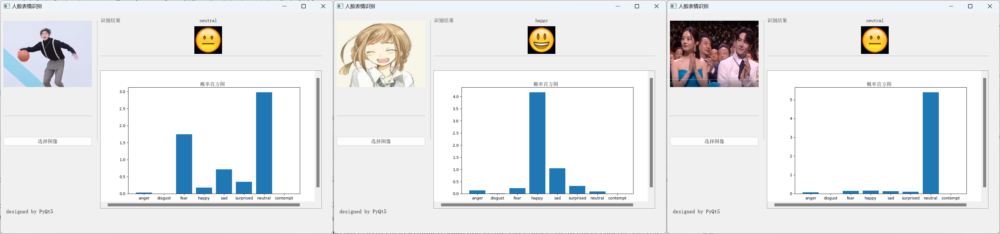 人脸表情识别
识别结果
neutral
概率直方图
3.0
2.5
2.0
1.5
1.0
0.5
0.0
anger disgust fear happy sad surprised neutral contempt
选择图像
designed by PyQt5
人脸表情识别
识别结果
happy
概率直方图
4.0
3.5
3.0
2.5
2.0
1.5
1.0
0.5
0.0
anger disgust fear happy sad surprised neutral contempt
选择图像
designed by PyQt5
人脸表情识别
识别结果
neutral
概率直方图
5
4
3
2
1
0
anger disgust fear happy sad surprised neutral contempt
选择图像
designed by PyQt5